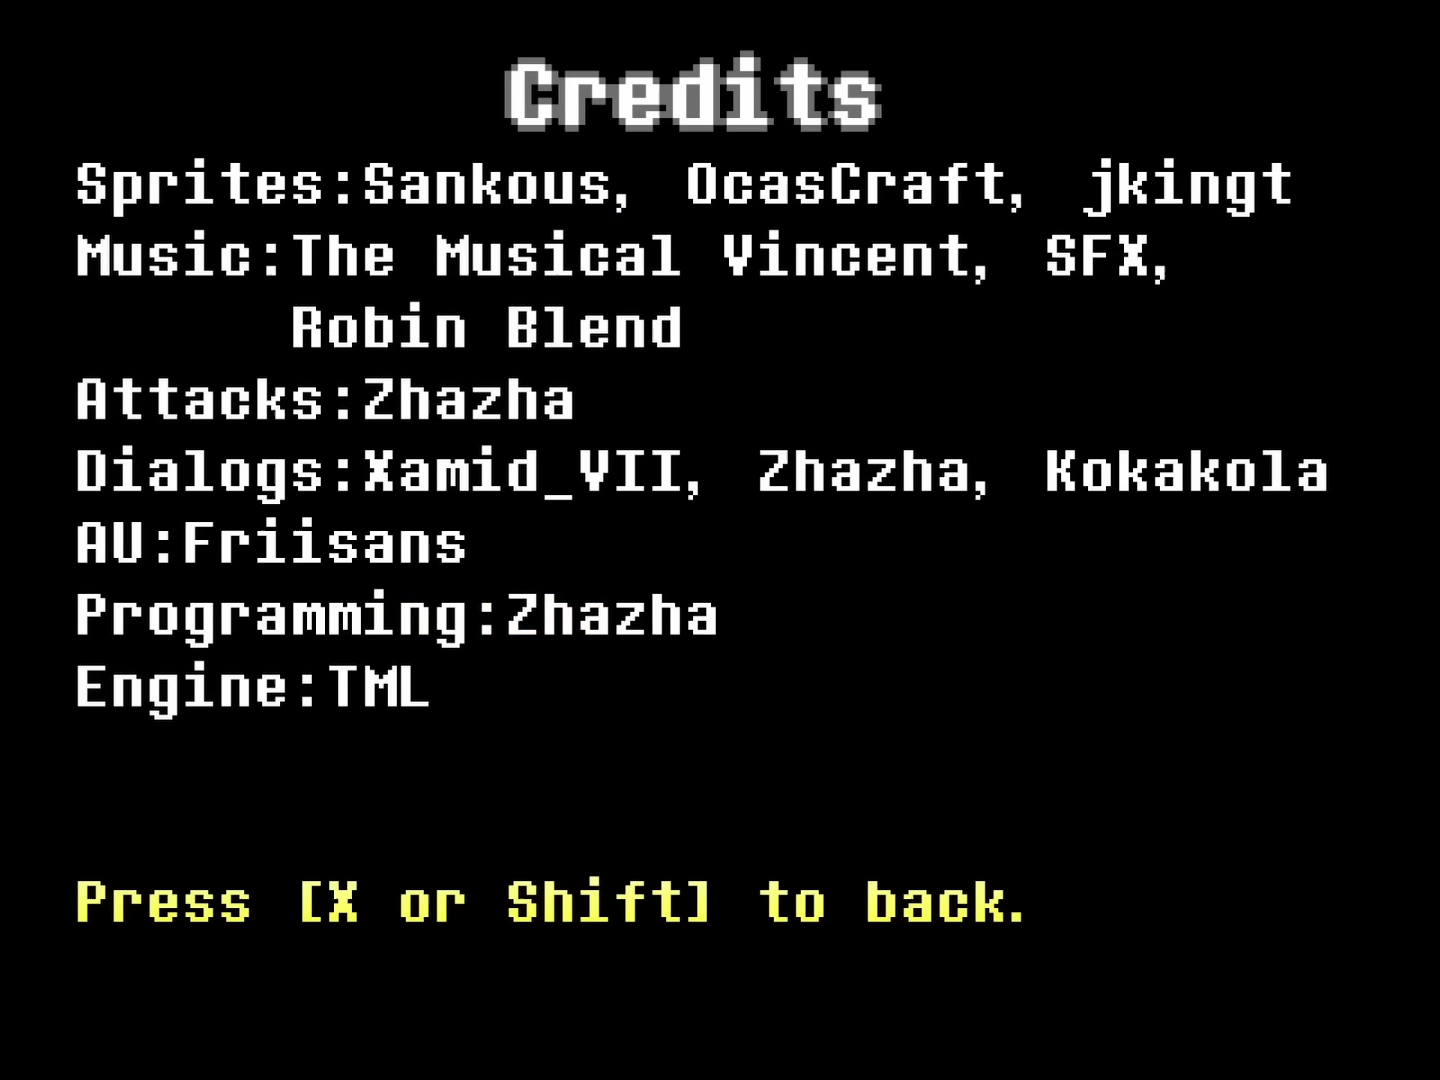 Credits
Sprites:Sankous, OcasCraft, jkingt
Music:The Musical Vincent, SFX,
Robin Blend
Attacks:Zhazha
Dialogs:Xamid_VII, Zhazha, Kokakola
AU:Friisans
Programming:Zhazha
Engine:TML
Press [X or Shift] to back.